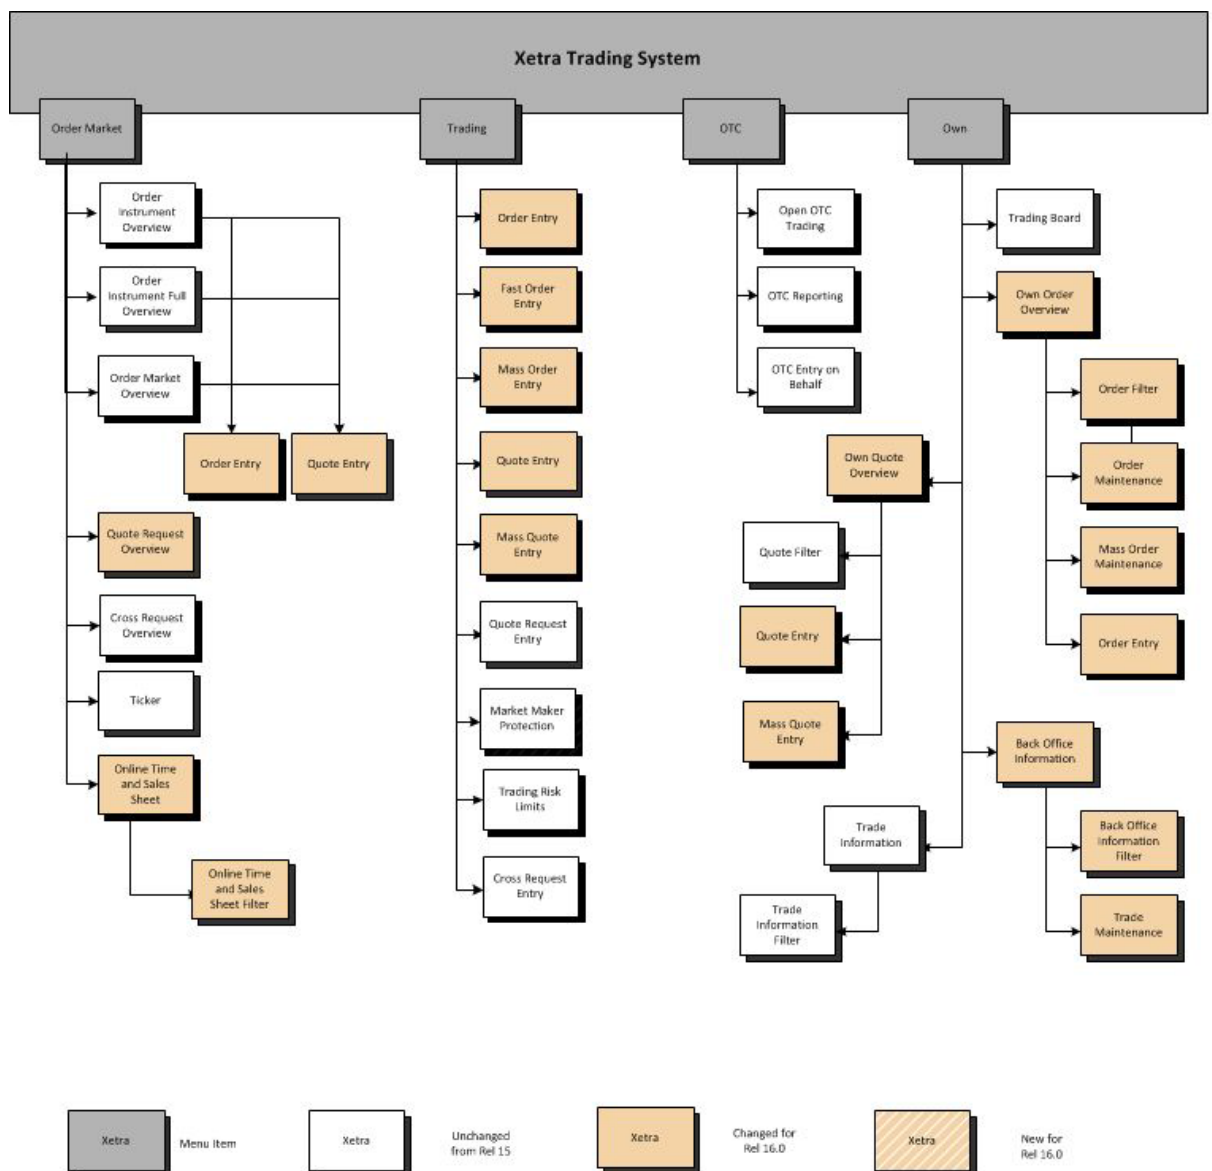 Xetra Trading System
Order Market
Trading
OTC
Own
Order
Instrument
Overview
Order
Instrument Full
Overview
Order Market
Overview
Order Entry
Quote Entry
Quote Request
Overview
Cross Request
Overview
Ticker
Online Time
and Sales
Sheet
Online Time
and Sales
Sheet Filter
Order Entry
Fast Order
Entry
Mass Order
Entry
Quote Entry
Mass Quote
Entry
Quote Request
Entry
Market Maker
Protection
Trading Risk
Limits
Cross Request
Entry
Open OTC
Trading
OTC Reporting
OTC Entry on
Behalf
Own Quote
Overview
Quote Filter
Quote Entry
Mass Quote
Entry
Trade
Information
Trade
Information
Filter
Trading Board
Own Order
Overview
Order Filter
Order
Maintenance
Mass Order
Maintenance
Order Entry
Back Office
Information
Back Office
Information
Filter
Trade
Maintenance
Xetra
Menu Item
Xetra
Unchanged
from Rel 15
Xetra
Changed for
Rel 16.0
Xetra
New for
Rel 16.0